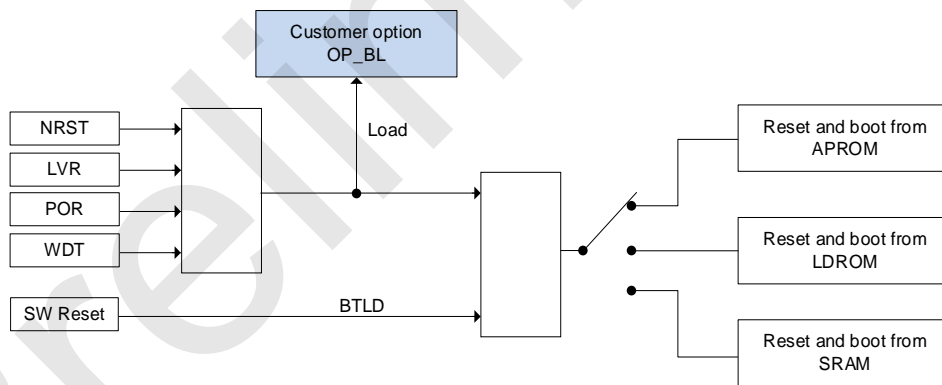 Customer option
OP_BL
NRST
LVR
POR
WDT
SW Reset
Load
BTLD
Reset and boot from
APROM
Reset and boot from
LDROM
Reset and boot from
SRAM
relim